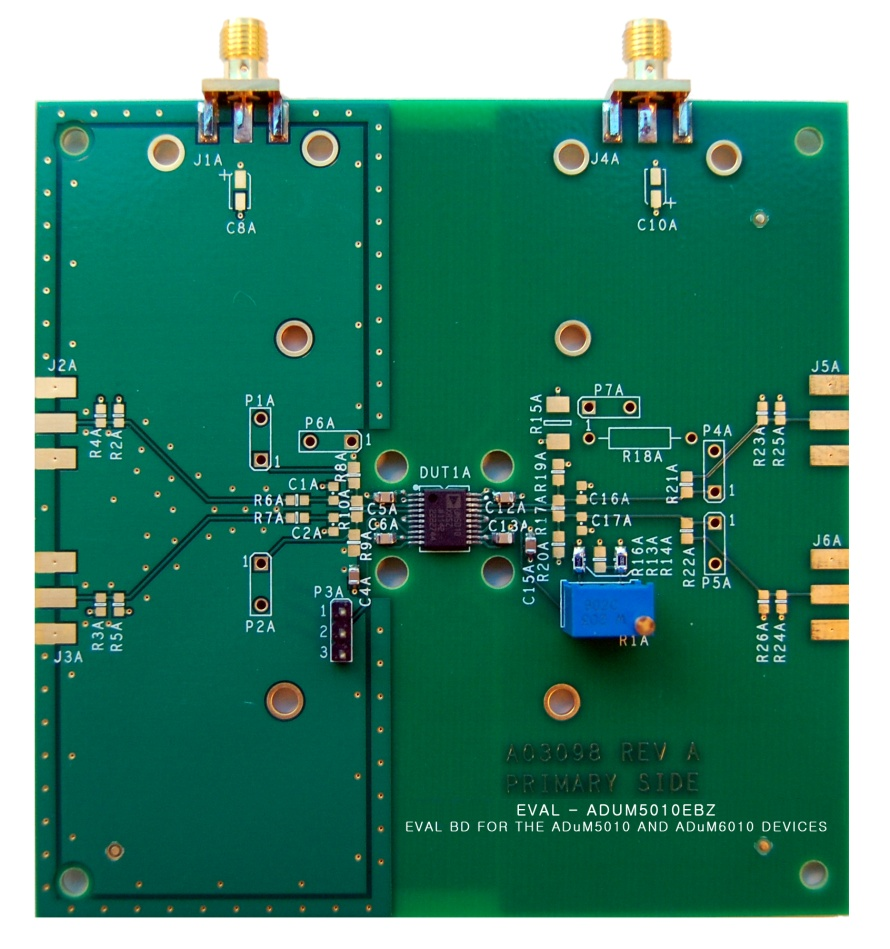 J1A
J4A
+
C8A
+
C10A
J2A
J5A
P1A
P7A
P6A
R15A
1
P4A
R4A
R2A
1
1
R18A
R23A
R25A
R8A
DUT1A
R19A
R21A
C1A
1
R6A
R10A
C5A
C12A
R17A
C16A
R7A
C6A
C13A
C17A
1
C2A
R9A
R20A
R16A
R13A
R14A
R22A
J6A
1
P3A
C4A
C15A
P5A
1
2
3
P2A
R3A
R5A
R1A
R26A
R24A
J3A
A03098 REV A
PRIMARY SIDE
EVAL - ADUM5010EBZ
EVAL BD FOR THE ADuM5010 AND ADuM6010 DEVICES